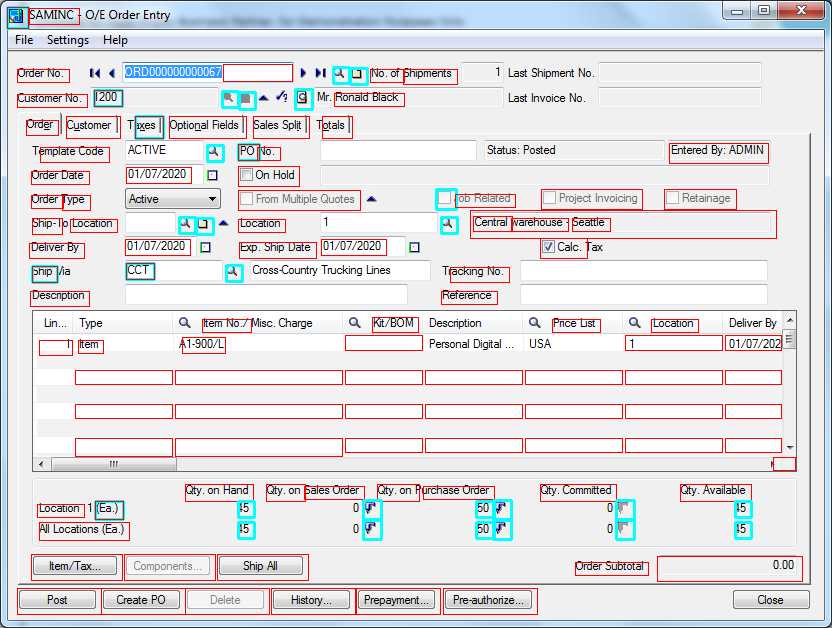 SAMINC - O/E Order Entry
File Settings Help
Order No. ORD000000000067 No. of Shipments 1 Last Shipment No.
Customer No. 1200 Mr. Ronald Black Last Invoice No.
Order Customer Taxes Optional Fields Sales Split Totals
Template Code ACTIVE PO No. Status: Posted Entered By: ADMIN
Order Date 01/07/2020 On Hold
Order Type Active From Multiple Quotes Job Related Project Invoicing Retainage
Ship-To Location Location 1 Central warehouse - Seattle
Deliver By 01/07/2020 Exp. Ship Date 01/07/2020 Calc. Tax
Ship Via CCT Cross-Country Trucking Lines Tracking No.
Description Reference
Lin... Type Item No./ Misc. Charge Kit/BOM Description Price List Location Deliver By
1 Item A1-900/L Personal Digital ... USA 1 01/07/202
Qty. on Hand Qty. on Sales Order Qty. on Purchase Order Qty. Committed Qty. Available
Location 1 (Ea.) 45 0 50 0 45
All Locations (Ea.) 45 0 50 0 45
Item/Tax... Components... Ship All Order Subtotal 0.00
Post Create PO Delete History... Prepayment... Pre-authorize... Close